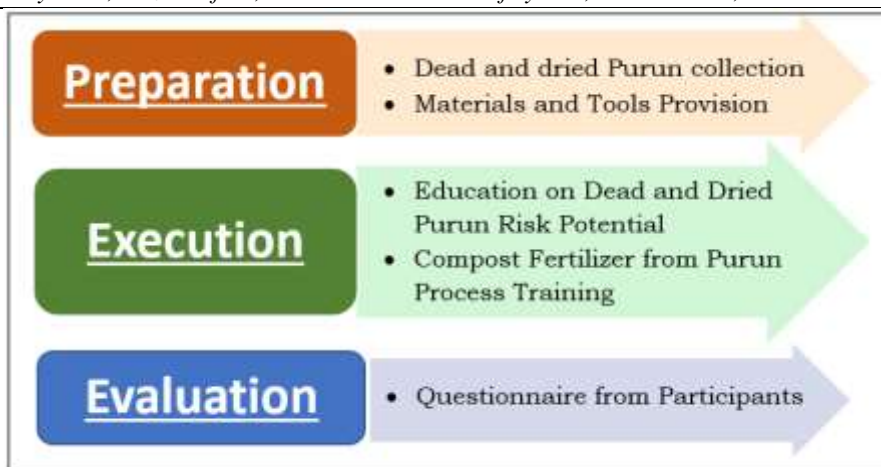 Preparation
• Dead and dried Purun collection
• Materials and Tools Provision
Execution
• Education on Dead and Dried
Purun Risk Potential
• Compost Fertilizer from Purun
Process Training
Evaluation
• Questionnaire from Participants